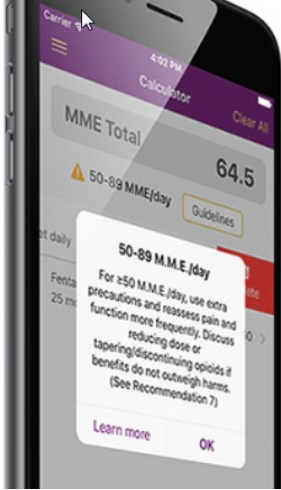 Carrier
4:02 PM
Calculator
Clear All
MME Total
64.5
50-89 MME/day
Guidelines
et daily
ete
Fenta
25 mc
50-89 M.M.E./day
For ≥50 M.M.E./day, use extra
precautions and reassess pain and
function more frequently. Discuss
reducing dose or
tapering/discontinuing opioids if
benefits do not outweigh harms.
(See Recommendation 7)
Learn more
OK